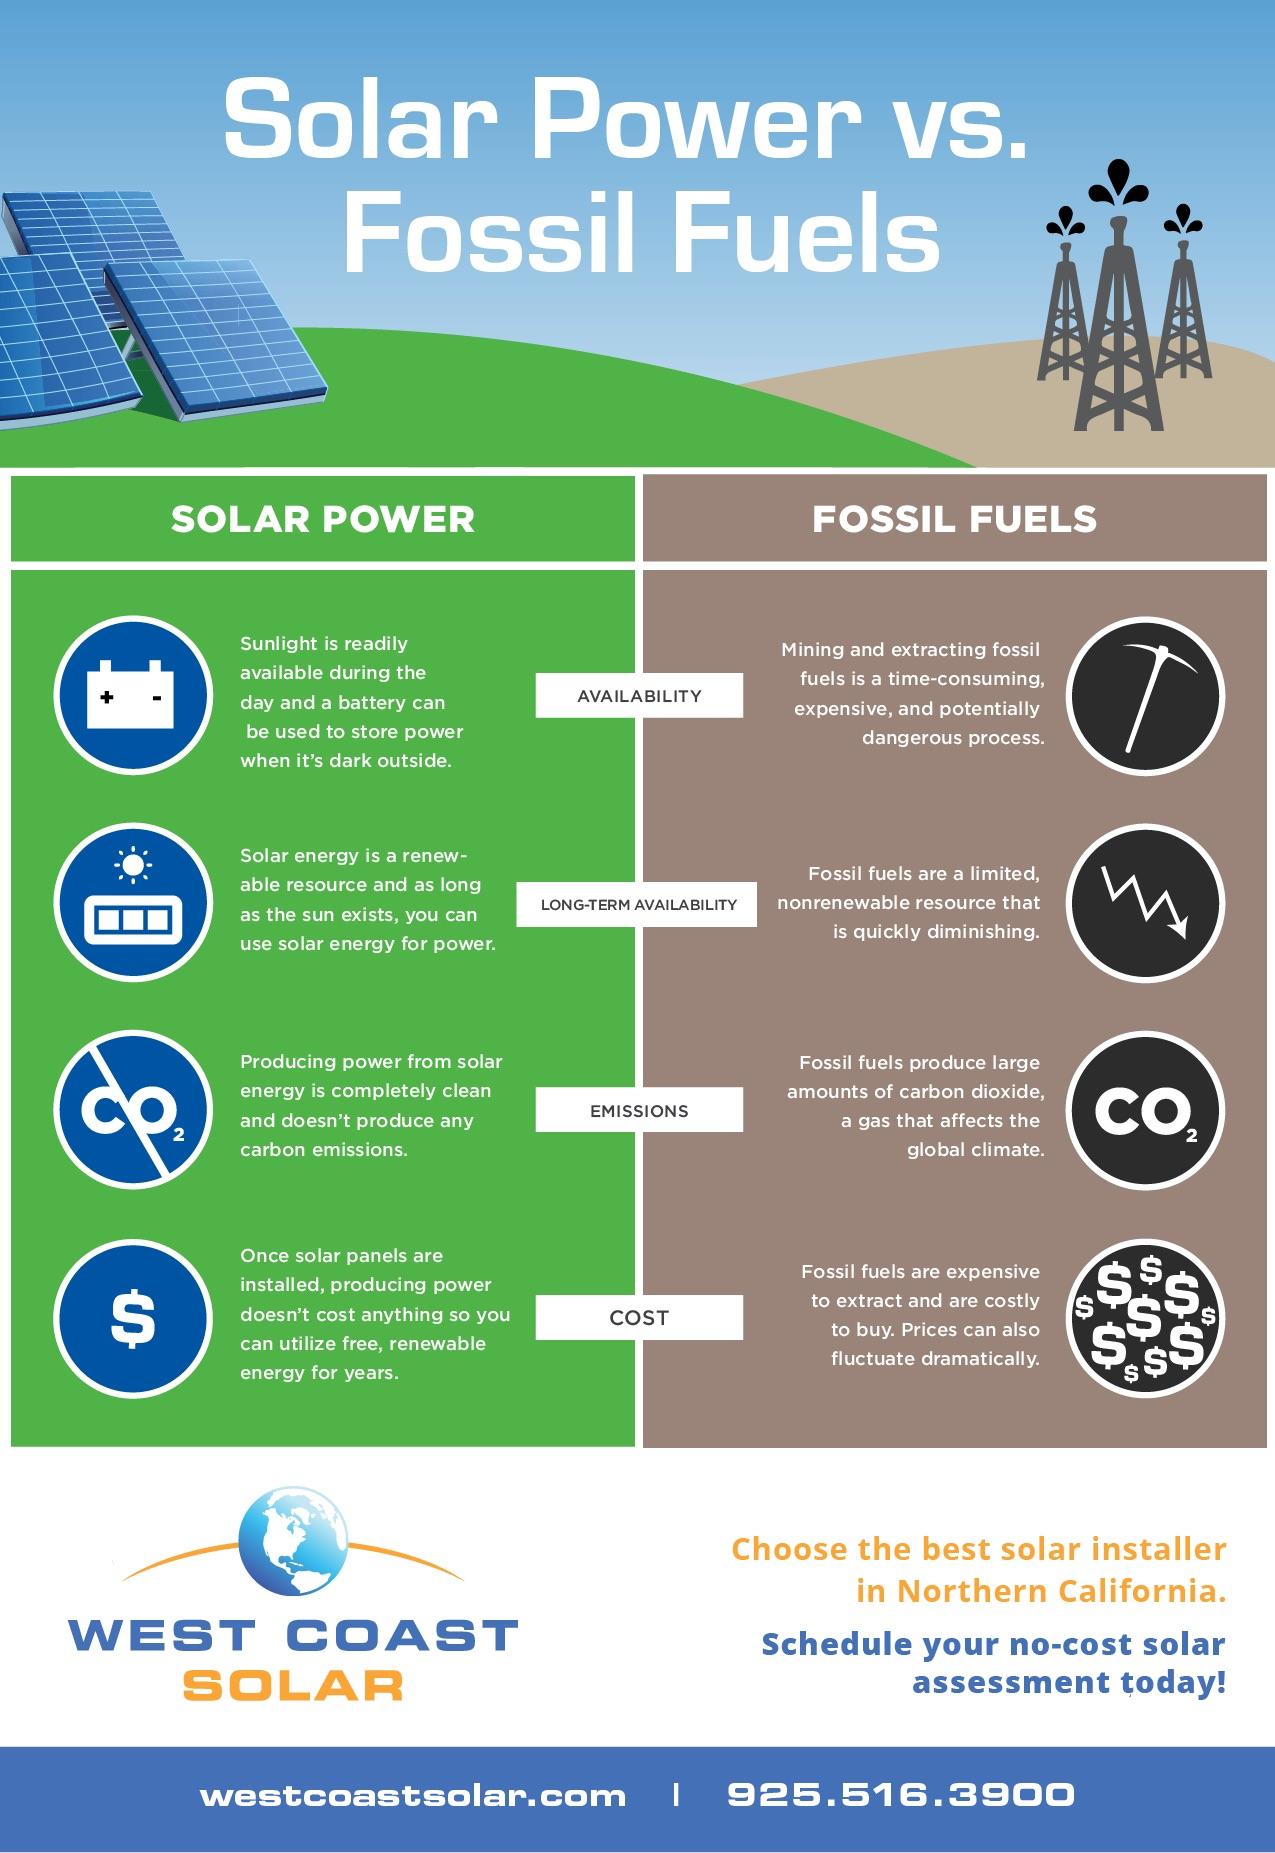 Solar Power vs.
Fossil Fuels
SOLAR POWER
FOSSIL FUELS
+ -
Sunlight is readily
available during the
day and a battery can
be used to store power
when it's dark outside.
AVAILABILITY
Mining and extracting fossil
fuels is a time-consuming,
expensive, and potentially
dangerous process.
Solar energy is a renew-
able resource and as long
as the sun exists, you can
use solar energy for power.
LONG-TERM AVAILABILITY
Fossil fuels are a limited,
nonrenewable resource that
is quickly diminishing.
CO2
Producing power from solar
energy is completely clean
and doesn't produce any
carbon emissions.
EMISSIONS
Fossil fuels produce large
amounts of carbon dioxide,
a gas that affects the
global climate.
CO2
$
Once solar panels are
installed, producing power
doesn't cost anything so you
can utilize free, renewable
energy for years.
COST
Fossil fuels are expensive
to extract and are costly
to buy. Prices can also
fluctuate dramatically.
$ $ $ $ $ $ $ $ $ $ $
WEST COAST
SOLAR
Choose the best solar installer
in Northern California.
Schedule your no-cost solar
assessment today!
westcoastsolar.com | 925.516.3900